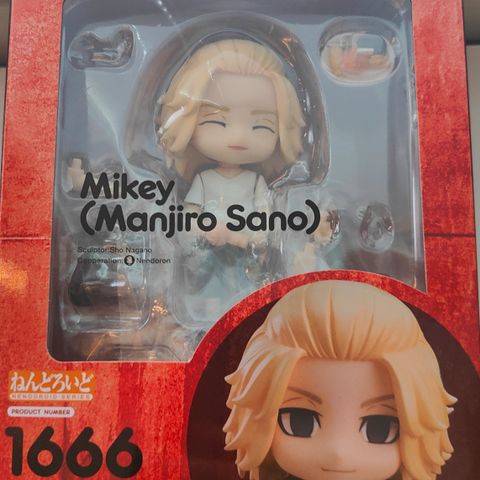 Mikey
(Manjiro Sano)
Sculptor:Sho Nagano
Cooperation: Nendoron
ねんどろいど
NENDOROID SERIES
PRODUCT NUMBER
1666